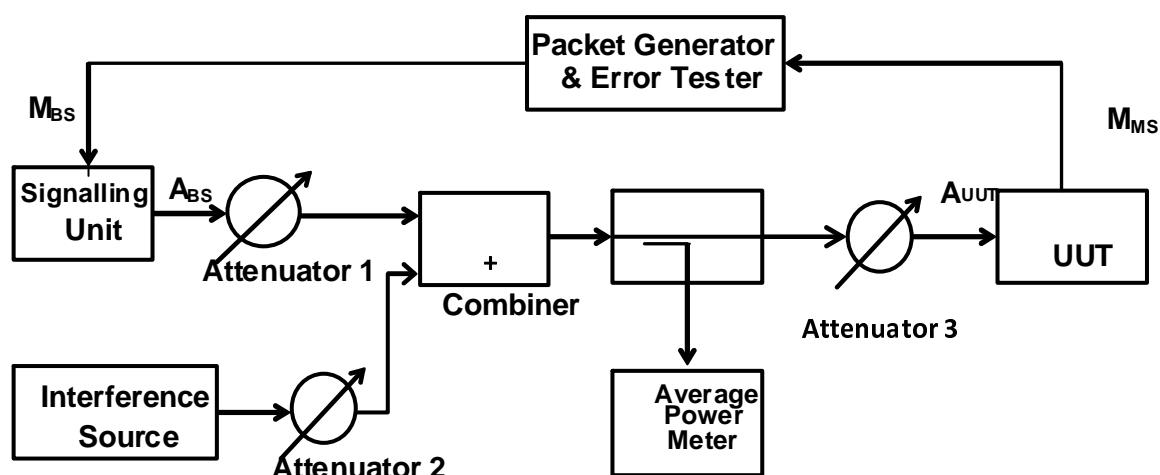 Packet Generator
& Error Tester
MBS
MMS
Signalling
Unit
ABS
AUUT
UUT
Attenuator 1
+
Combiner
Attenuator 3
Interference
Source
Average
Power
Meter
Attenuator 2